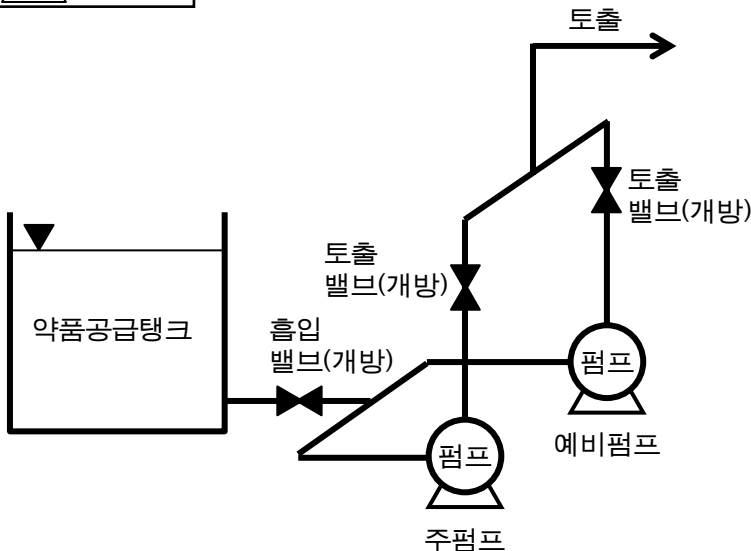 토출
토출
밸브(개방)
토출
밸브(개방)
약품공급탱크
흡입
밸브(개방)
펌프
예비펌프
펌프
주펌프